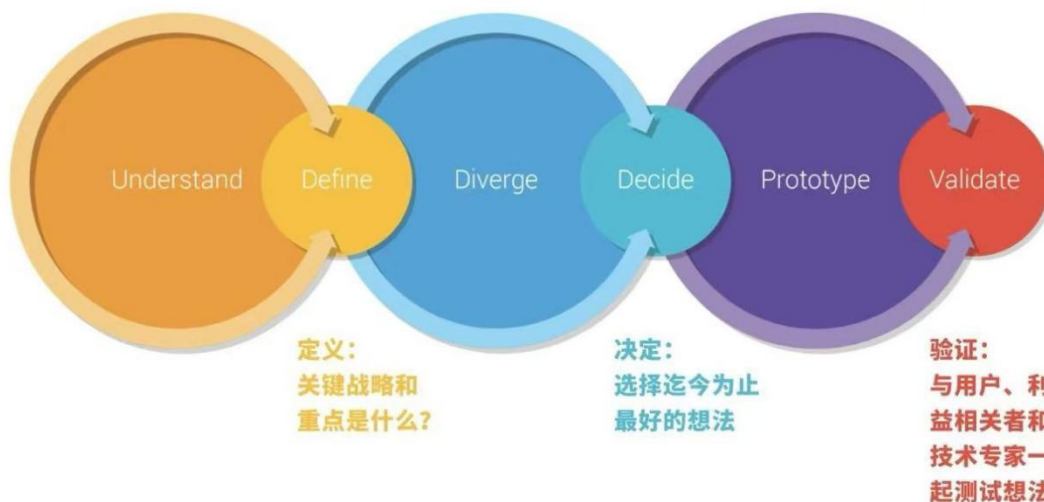 Understand
Define
Diverge
Decide
Prototype
Validate
定义：
关键战略和
重点是什么？
决定：
选择迄今为止
最好的想法
验证：
与用户、利
益相关者和
技术专家一
起测试想法